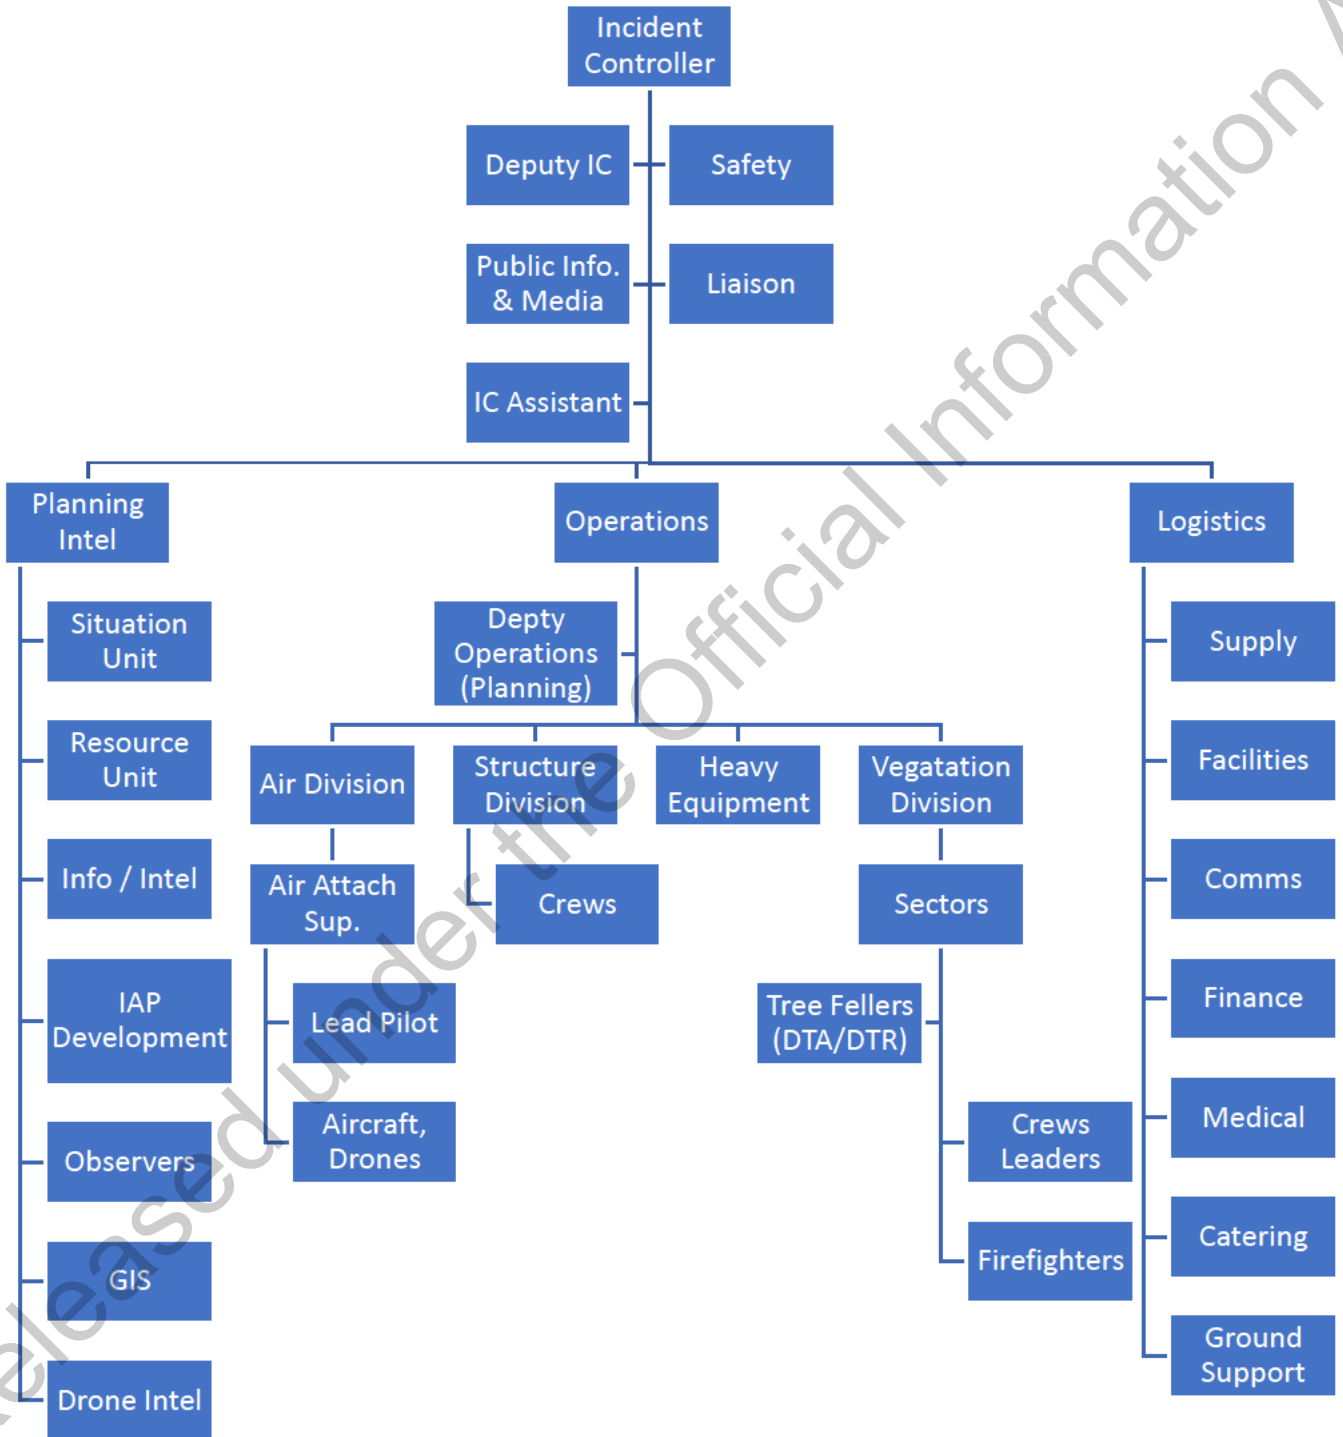 Incident
Controller
Deputy IC
Safety
Public Info.
& Media
Liaison
IC Assistant
Planning
Intel
Operations
Logistics
Situation
Unit
Resource
Unit
Info / Intel
IAP
Development
Observers
GIS
Drone Intel
Depty
Operations
(Planning)
Air Division
Structure
Division
Heavy
Equipment
Vegatation
Division
Air Attach
Sup.
Crews
Sectors
Lead Pilot
Aircraft,
Drones
Tree Fellers
(DTA/DTR)
Crews
Leaders
Firefighters
Supply
Facilities
Comms
Finance
Medical
Catering
Ground
Support
Released under the Official Information